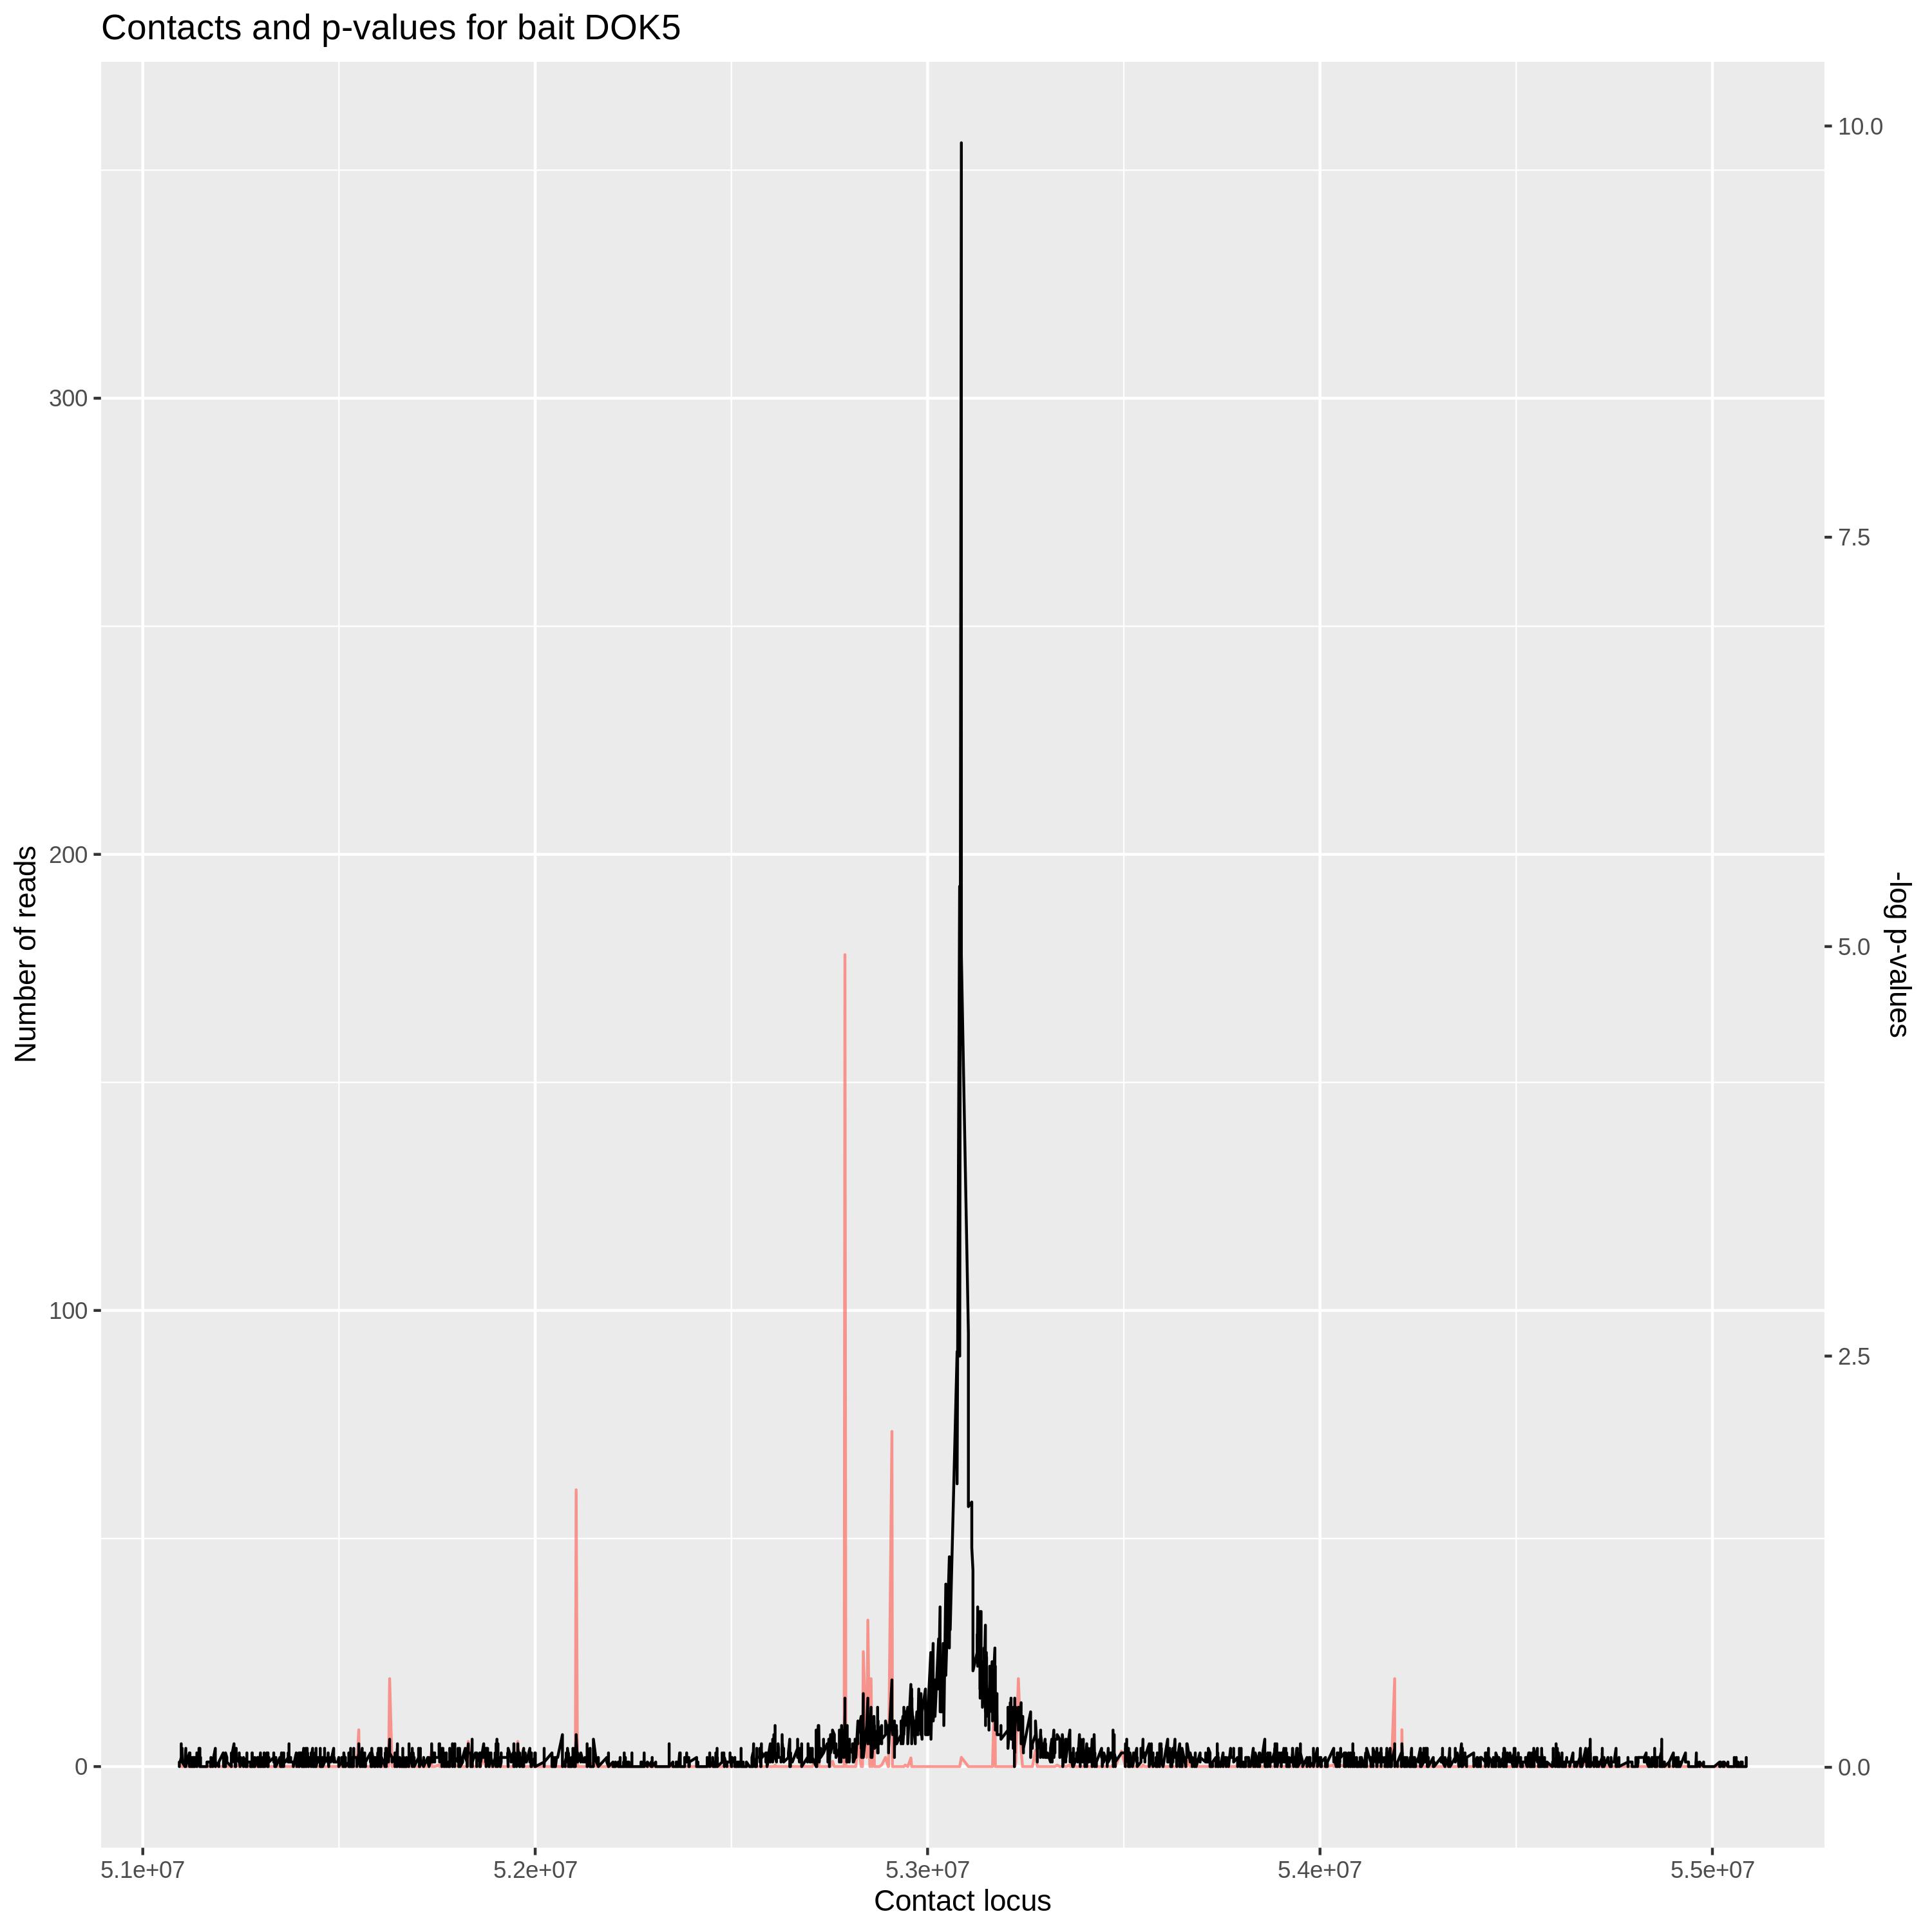 Contacts and p-values for bait DOK5
Number of reads
300
200
100
0
10.0
7.5
5.0
2.5
0.0
-log p-values
5.1e+07 5.2e+07 5.3e+07 5.4e+07 5.5e+07
Contact locus